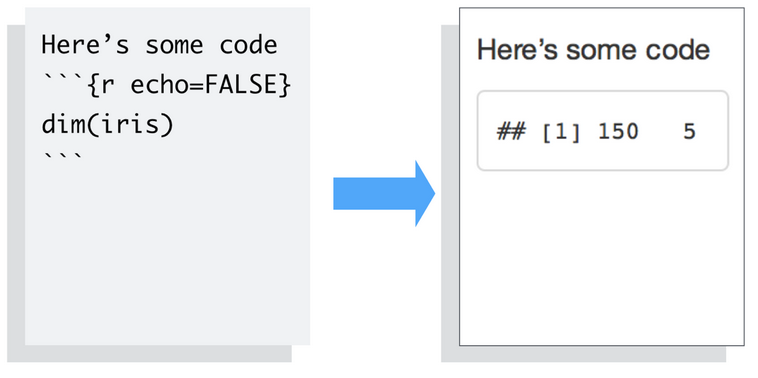 Here’s some code
```{r echo=FALSE}
dim(iris)
```
Here’s some code
## [1] 150   5